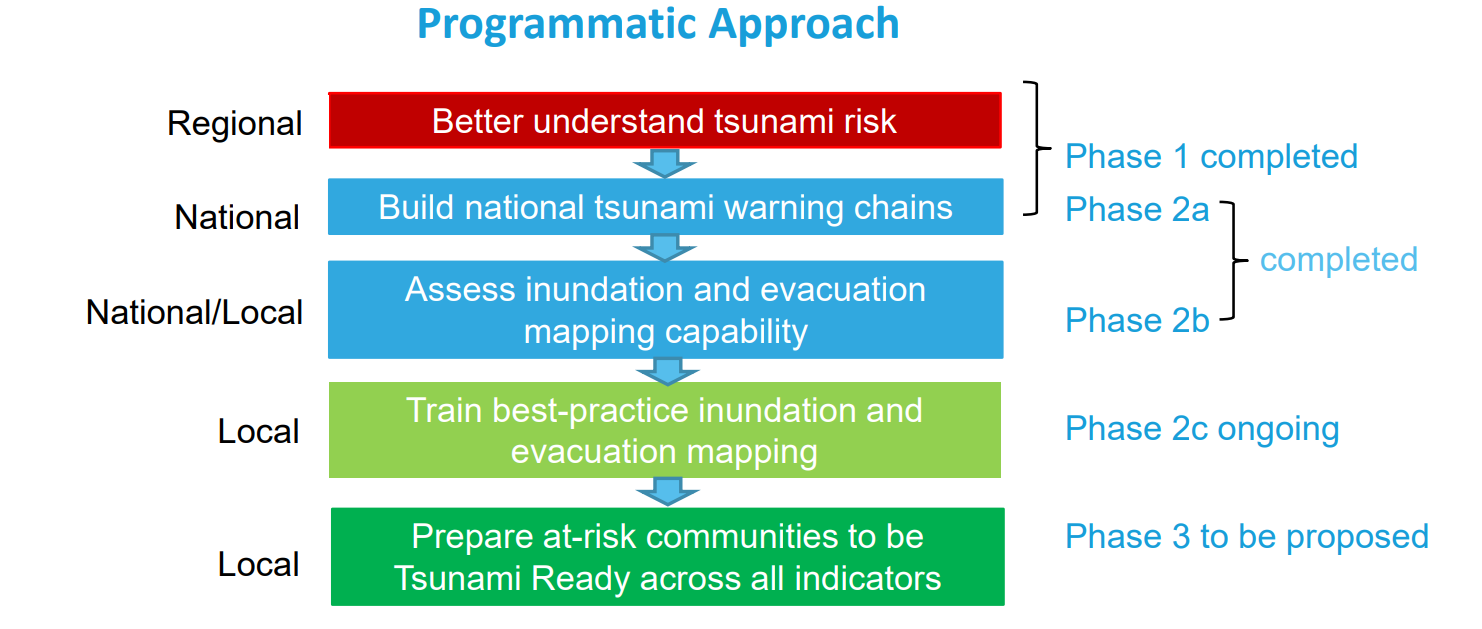 Programmatic Approach
Regional
Better understand tsunami risk
Phase 1 completed
National
Build national tsunami warning chains
Phase 2a
completed
National/Local
Assess inundation and evacuation
mapping capability
Phase 2b
Local
Train best-practice inundation and
evacuation mapping
Phase 2c ongoing
Local
Prepare at-risk communities to be
Tsunami Ready across all indicators
Phase 3 to be proposed